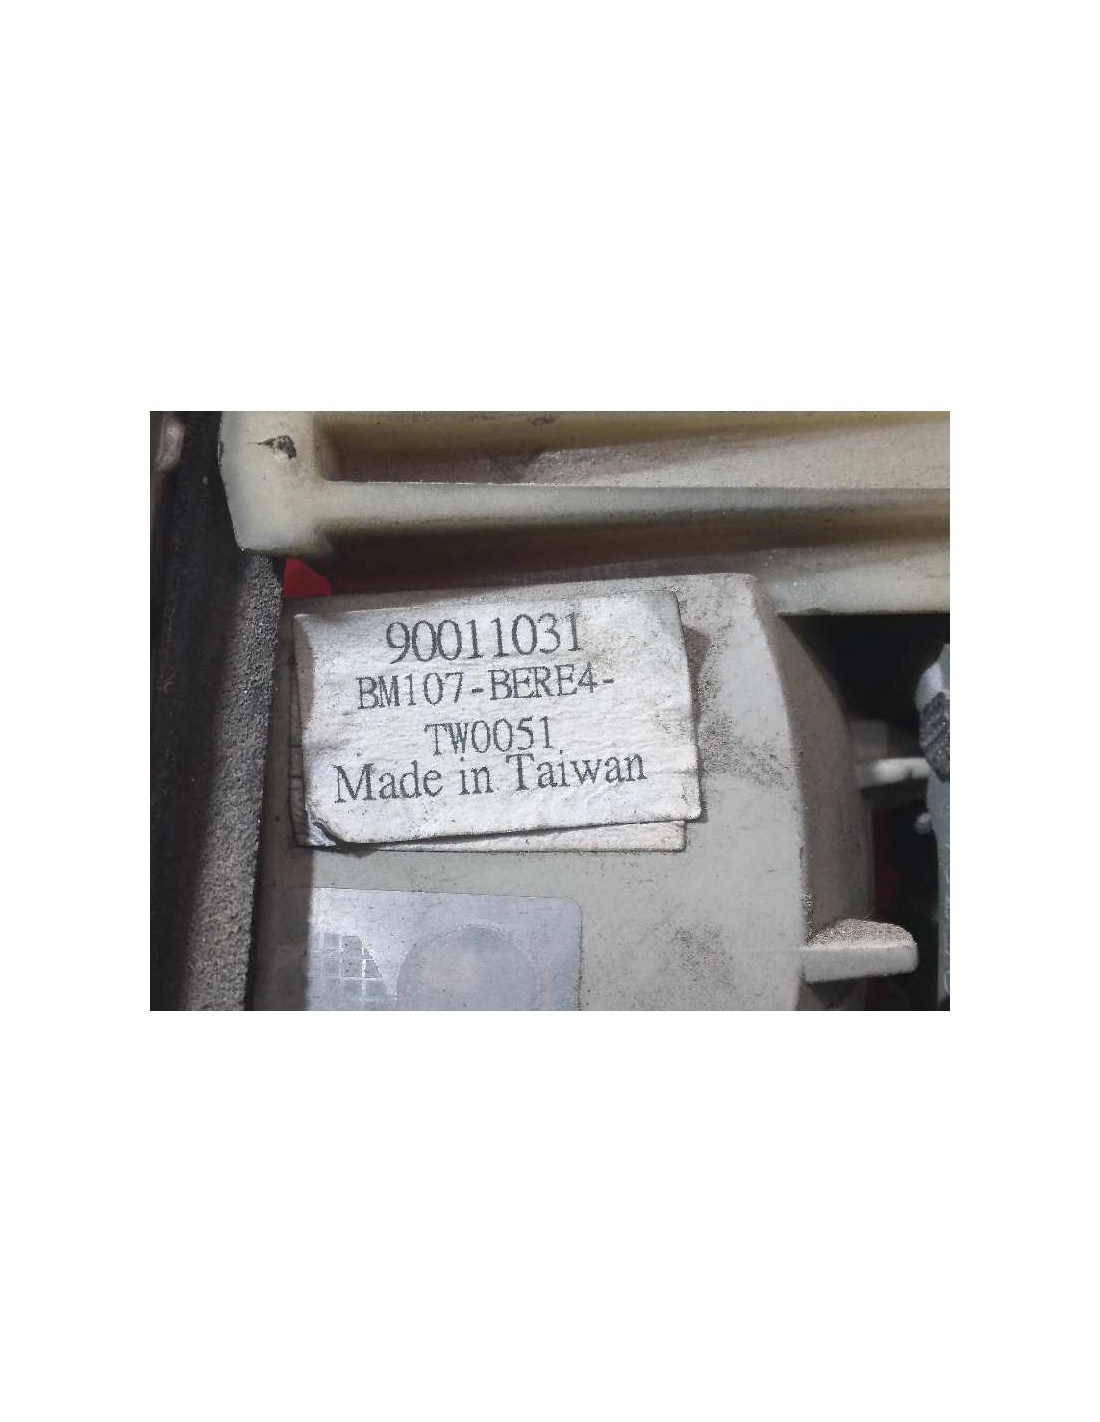 90011031
BM107-BERE4-
TW0051
Made in Taiwan